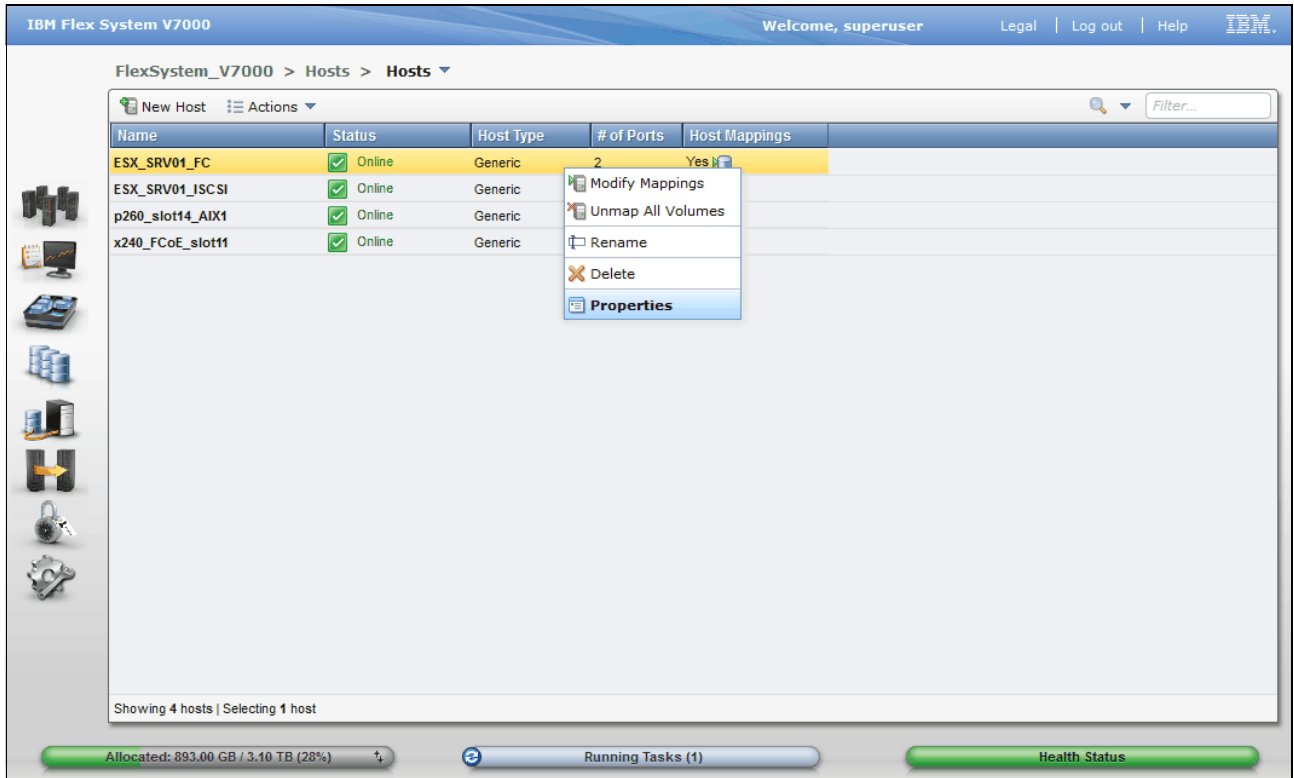 IBM Flex System V7000 Welcome, superuser Legal | Log out | Help IBM.
FlexSystem_V7000 > Hosts > Hosts
New Host Actions Filter...
Name Status Host Type # of Ports Host Mappings
ESX_SRV01_FC Online Generic 2 Yes
ESX_SRV01_ISCSI Online Generic
p260_slot14_AIX1 Online Generic
x240_FCoE_slot11 Online Generic
Modify Mappings
Unmap All Volumes
Rename
Delete
Properties
Showing 4 hosts | Selecting 1 host
Allocated: 893.00 GB / 3.10 TB (28%) Running Tasks (1) Health Status